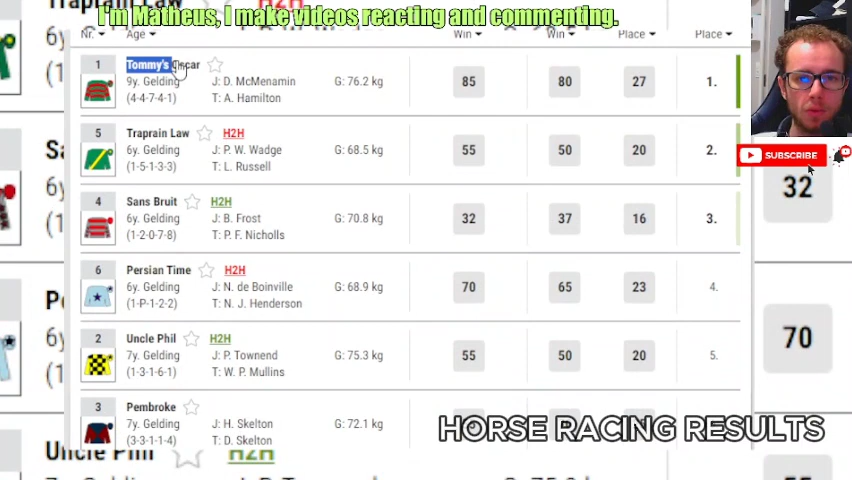 I'm Matheus, I make videos reacting and commenting.
Nr. Age Win Win Place Place
1 Tommy's Oscar
9y. Gelding J: D. McMenamin G: 76.2 kg 85 80 27 1.
(4-4-7-4-1) T: A. Hamilton
5 Traprain Law H2H
6y. Gelding J: P. W. Wadge G: 68.5 kg 55 50 20 2.
(1-5-1-3-3) T: L. Russell
4 Sans Bruit H2H
6y. Gelding J: B. Frost G: 70.8 kg 32 37 16 3.
(1-2-0-7-8) T: P. F. Nicholls
6 Persian Time H2H
6y. Gelding J: N. de Boinville G: 68.9 kg 70 65 23 4.
(1-P-1-2-2) T: N. J. Henderson
2 Uncle Phil H2H
7y. Gelding J: P. Townend G: 75.3 kg 55 50 20 5.
(1-3-1-6-1) T: W. P. Mullins
3 Pembroke
7y. Gelding J: H. Skelton G: 72.1 kg
(3-3-1-1-4) T: D. Skelton
HORSE RACING RESULTS
SUBSCRIBE
32
70